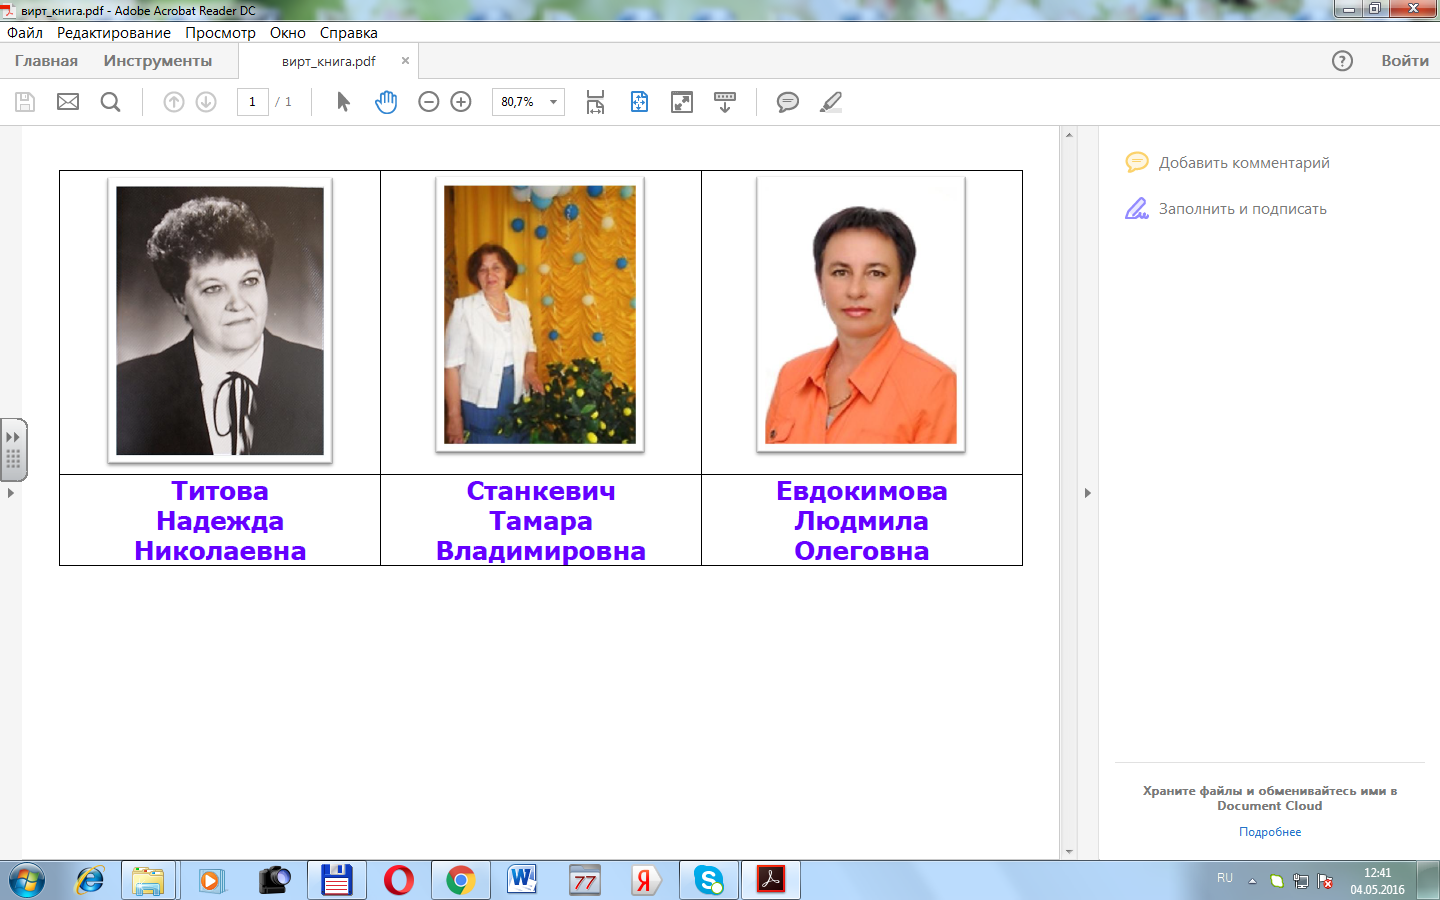 вирт_книга.pdf - Adobe Acrobat Reader DC
Файл Редактирование Просмотр Окно Справка
Главная Инструменты вирт_книга.pdf × ? Войти
1 / 1 80,7%
Добавить комментарий
Заполнить и подписать
Титова
Надежда
Николаевна
Станкевич
Тамара
Владимировна
Евдокимова
Людмила
Олеговна
Храните файлы и обменивайтесь ими в
Document Cloud
Подробнее
W 77 Я S RU 12:41
04.05.2016